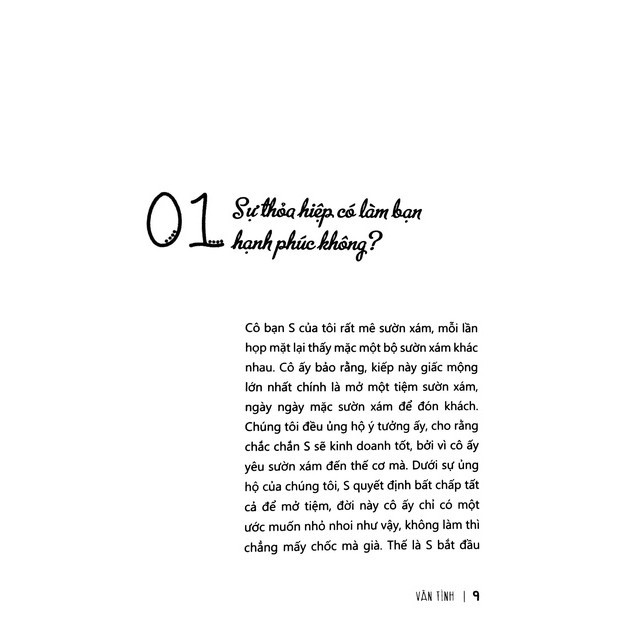 01
Sự thỏa hiệp có làm bạn
hạnh phúc không?
Cô bạn S của tôi rất mê sườn xám, mỗi lần
họp mặt lại thấy mặc một bộ sườn xám khác
nhau. Cô ấy bảo rằng, kiếp này giấc mộng
lớn nhất chính là mở một tiệm sườn xám,
ngày ngày mặc sườn xám để đón khách.
Chúng tôi đều ủng hộ ý tưởng ấy, cho rằng
chắc chắn S sẽ kinh doanh tốt, bởi vì cô ấy
yêu sườn xám đến thế cơ mà. Dưới sự ủng
hộ của chúng tôi, S quyết định bất chấp tất
cả để mở tiệm, đời này cô ấy chỉ có một
ước muốn nhỏ nhoi như vậy, không làm thì
chẳng mấy chốc mà già. Thế là S bắt đầu
VÃN TÌNH | 9